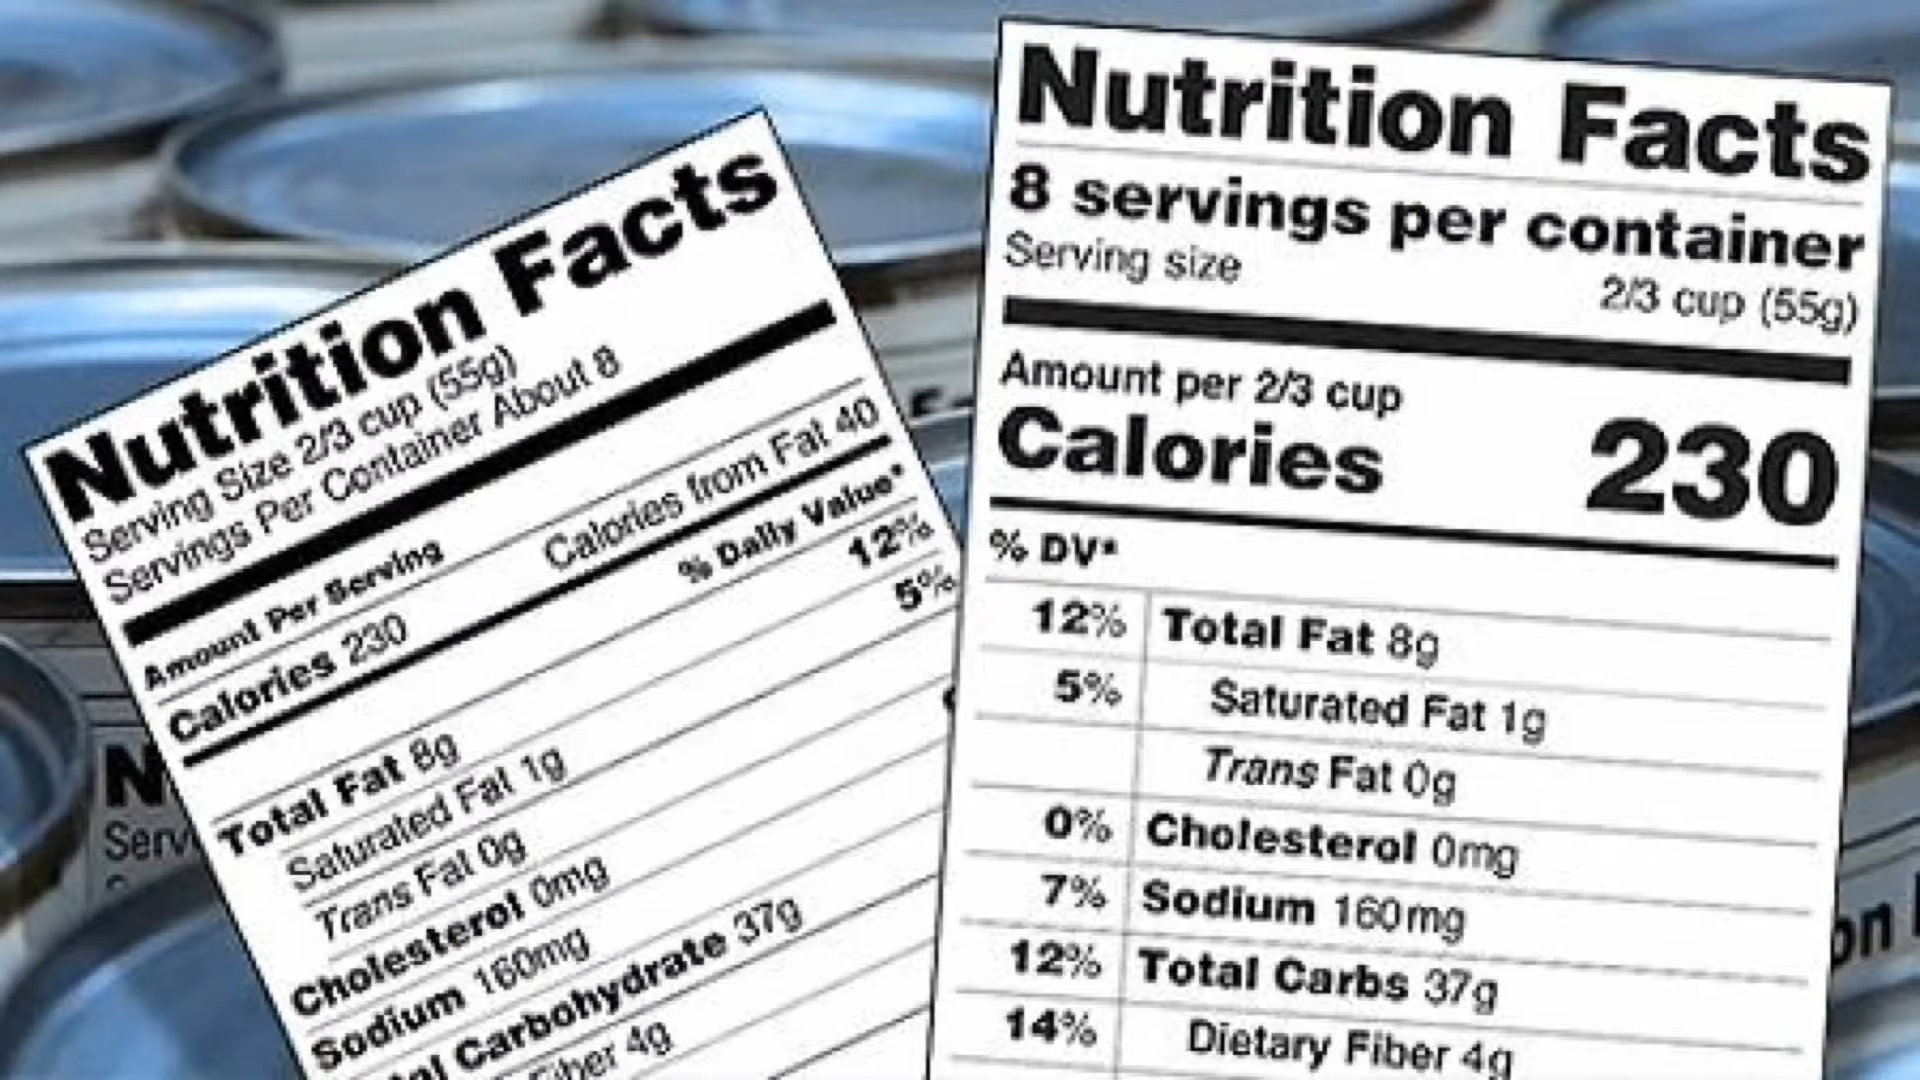 Nutrition Facts
Serving Size 2/3 cup (55g)
Servings Per Container About 8
Amount Per Serving
Calories 230 Calories from Fat 40
% Daily Value*
Total Fat 8g 12%
Saturated Fat 1g 5%
Trans Fat 0g
Cholesterol 0mg
Sodium 160mg
Carbohydrate 37g
4g
Nutrition Facts
8 servings per container
Serving size 2/3 cup (55g)
Amount per 2/3 cup
Calories 230
% DV*
12% Total Fat 8g
5% Saturated Fat 1g
Trans Fat 0g
0% Cholesterol 0mg
7% Sodium 160mg
12% Total Carbs 37g
14% Dietary Fiber 4g